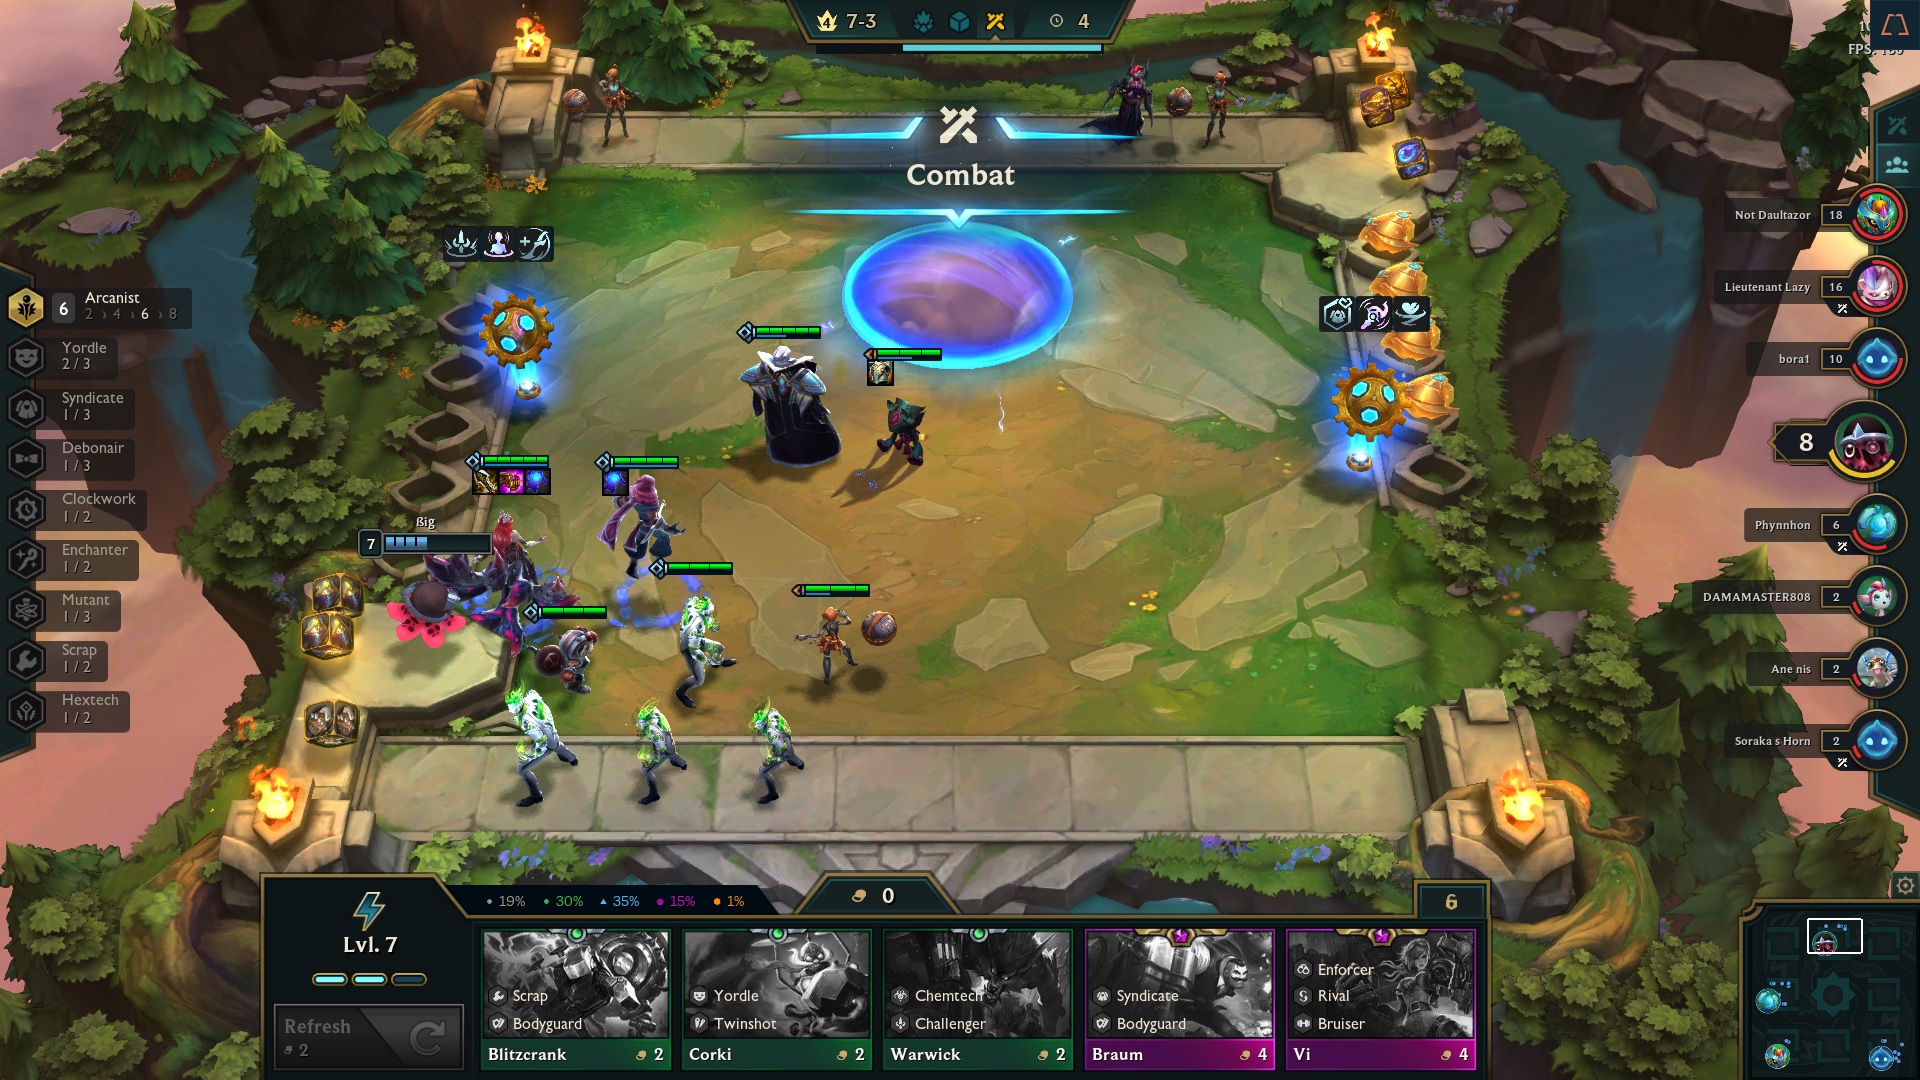 4 7-3 4
FPS:
Combat
Not Daultazor 18
Lieutenant Lazy 16
bora1 10
8
Phynnhon 6
DAMAMASTER808 2
Ane nis 2
Soraka s Horn 2
6 Arcanist
2 › 4 › 6 › 8
Yordle
2 / 3
Syndicate
1 / 3
Debonair
1 / 3
Clockwork
1 / 2
Enchanter
1 / 2
Mutant
1 / 3
Scrap
1 / 2
Hextech
1 / 2
ßig
7
19% 30% 35% 15% 1%
0
6
Lvl. 7
Refresh
2
Scrap
Bodyguard
Blitzcrank 2
Yordle
Twinshot
Corki 2
Chemtech
Challenger
Warwick 2
Syndicate
Bodyguard
Braum 4
Enforcer
Rival
Bruiser
Vi 4